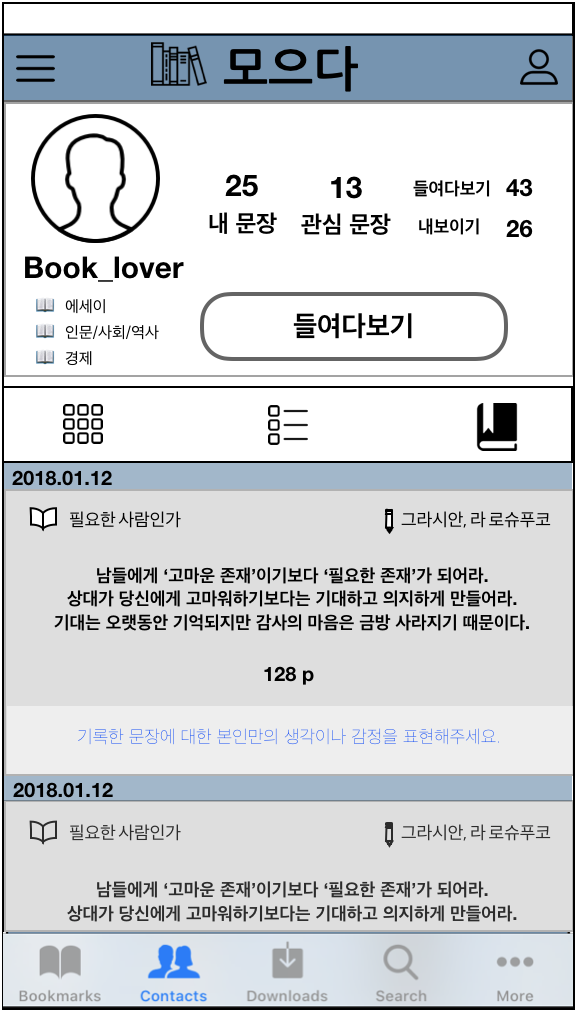 모으다
25
내 문장
13
관심 문장
들여다보기 43
내보이기 26
Book_lover
에세이
인문/사회/역사
경제
들여다보기
2018.01.12
필요한 사람인가
그라시안, 라 로슈푸코
남들에게 ‘고마운 존재’이기보다 ‘필요한 존재’가 되어라.
상대가 당신에게 고마워하기보다는 기대하고 의지하게 만들어라.
기대는 오랫동안 기억되지만 감사의 마음은 금방 사라지기 때문이다.
128 p
기록한 문장에 대한 본인만의 생각이나 감정을 표현해주세요.
2018.01.12
필요한 사람인가
그라시안, 라 로슈푸코
남들에게 ‘고마운 존재’이기보다 ‘필요한 존재’가 되어라.
상대가 당신에게 고마워하기보다는 기대하고 의지하게 만들어라.
Bookmarks
Contacts
Downloads
Search
More